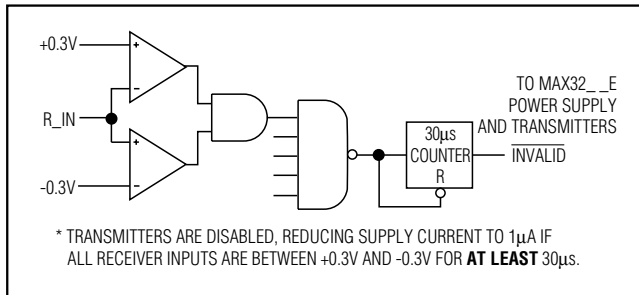 +0.3V
+
-
R_IN
+
-0.3V
-
30µs
COUNTER
R
TO MAX32_ _E
POWER SUPPLY
AND TRANSMITTERS
INVALID
* TRANSMITTERS ARE DISABLED, REDUCING SUPPLY CURRENT TO 1µA IF
ALL RECEIVER INPUTS ARE BETWEEN +0.3V AND -0.3V FOR AT LEAST 30µs.